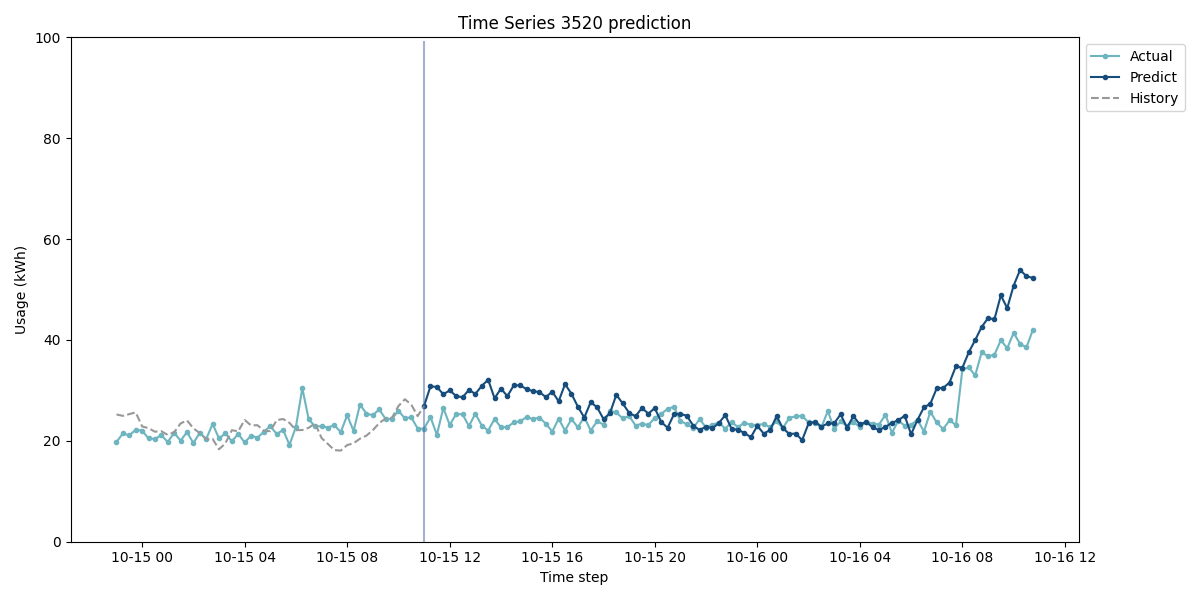 Time Series 3520 prediction
100
80
60
40
20
0
Usage (kWh)
10-15 00
10-15 04
10-15 08
10-15 12
10-15 16
10-15 20
10-16 00
10-16 04
10-16 08
10-16 12
Time step
Actual
Predict
History